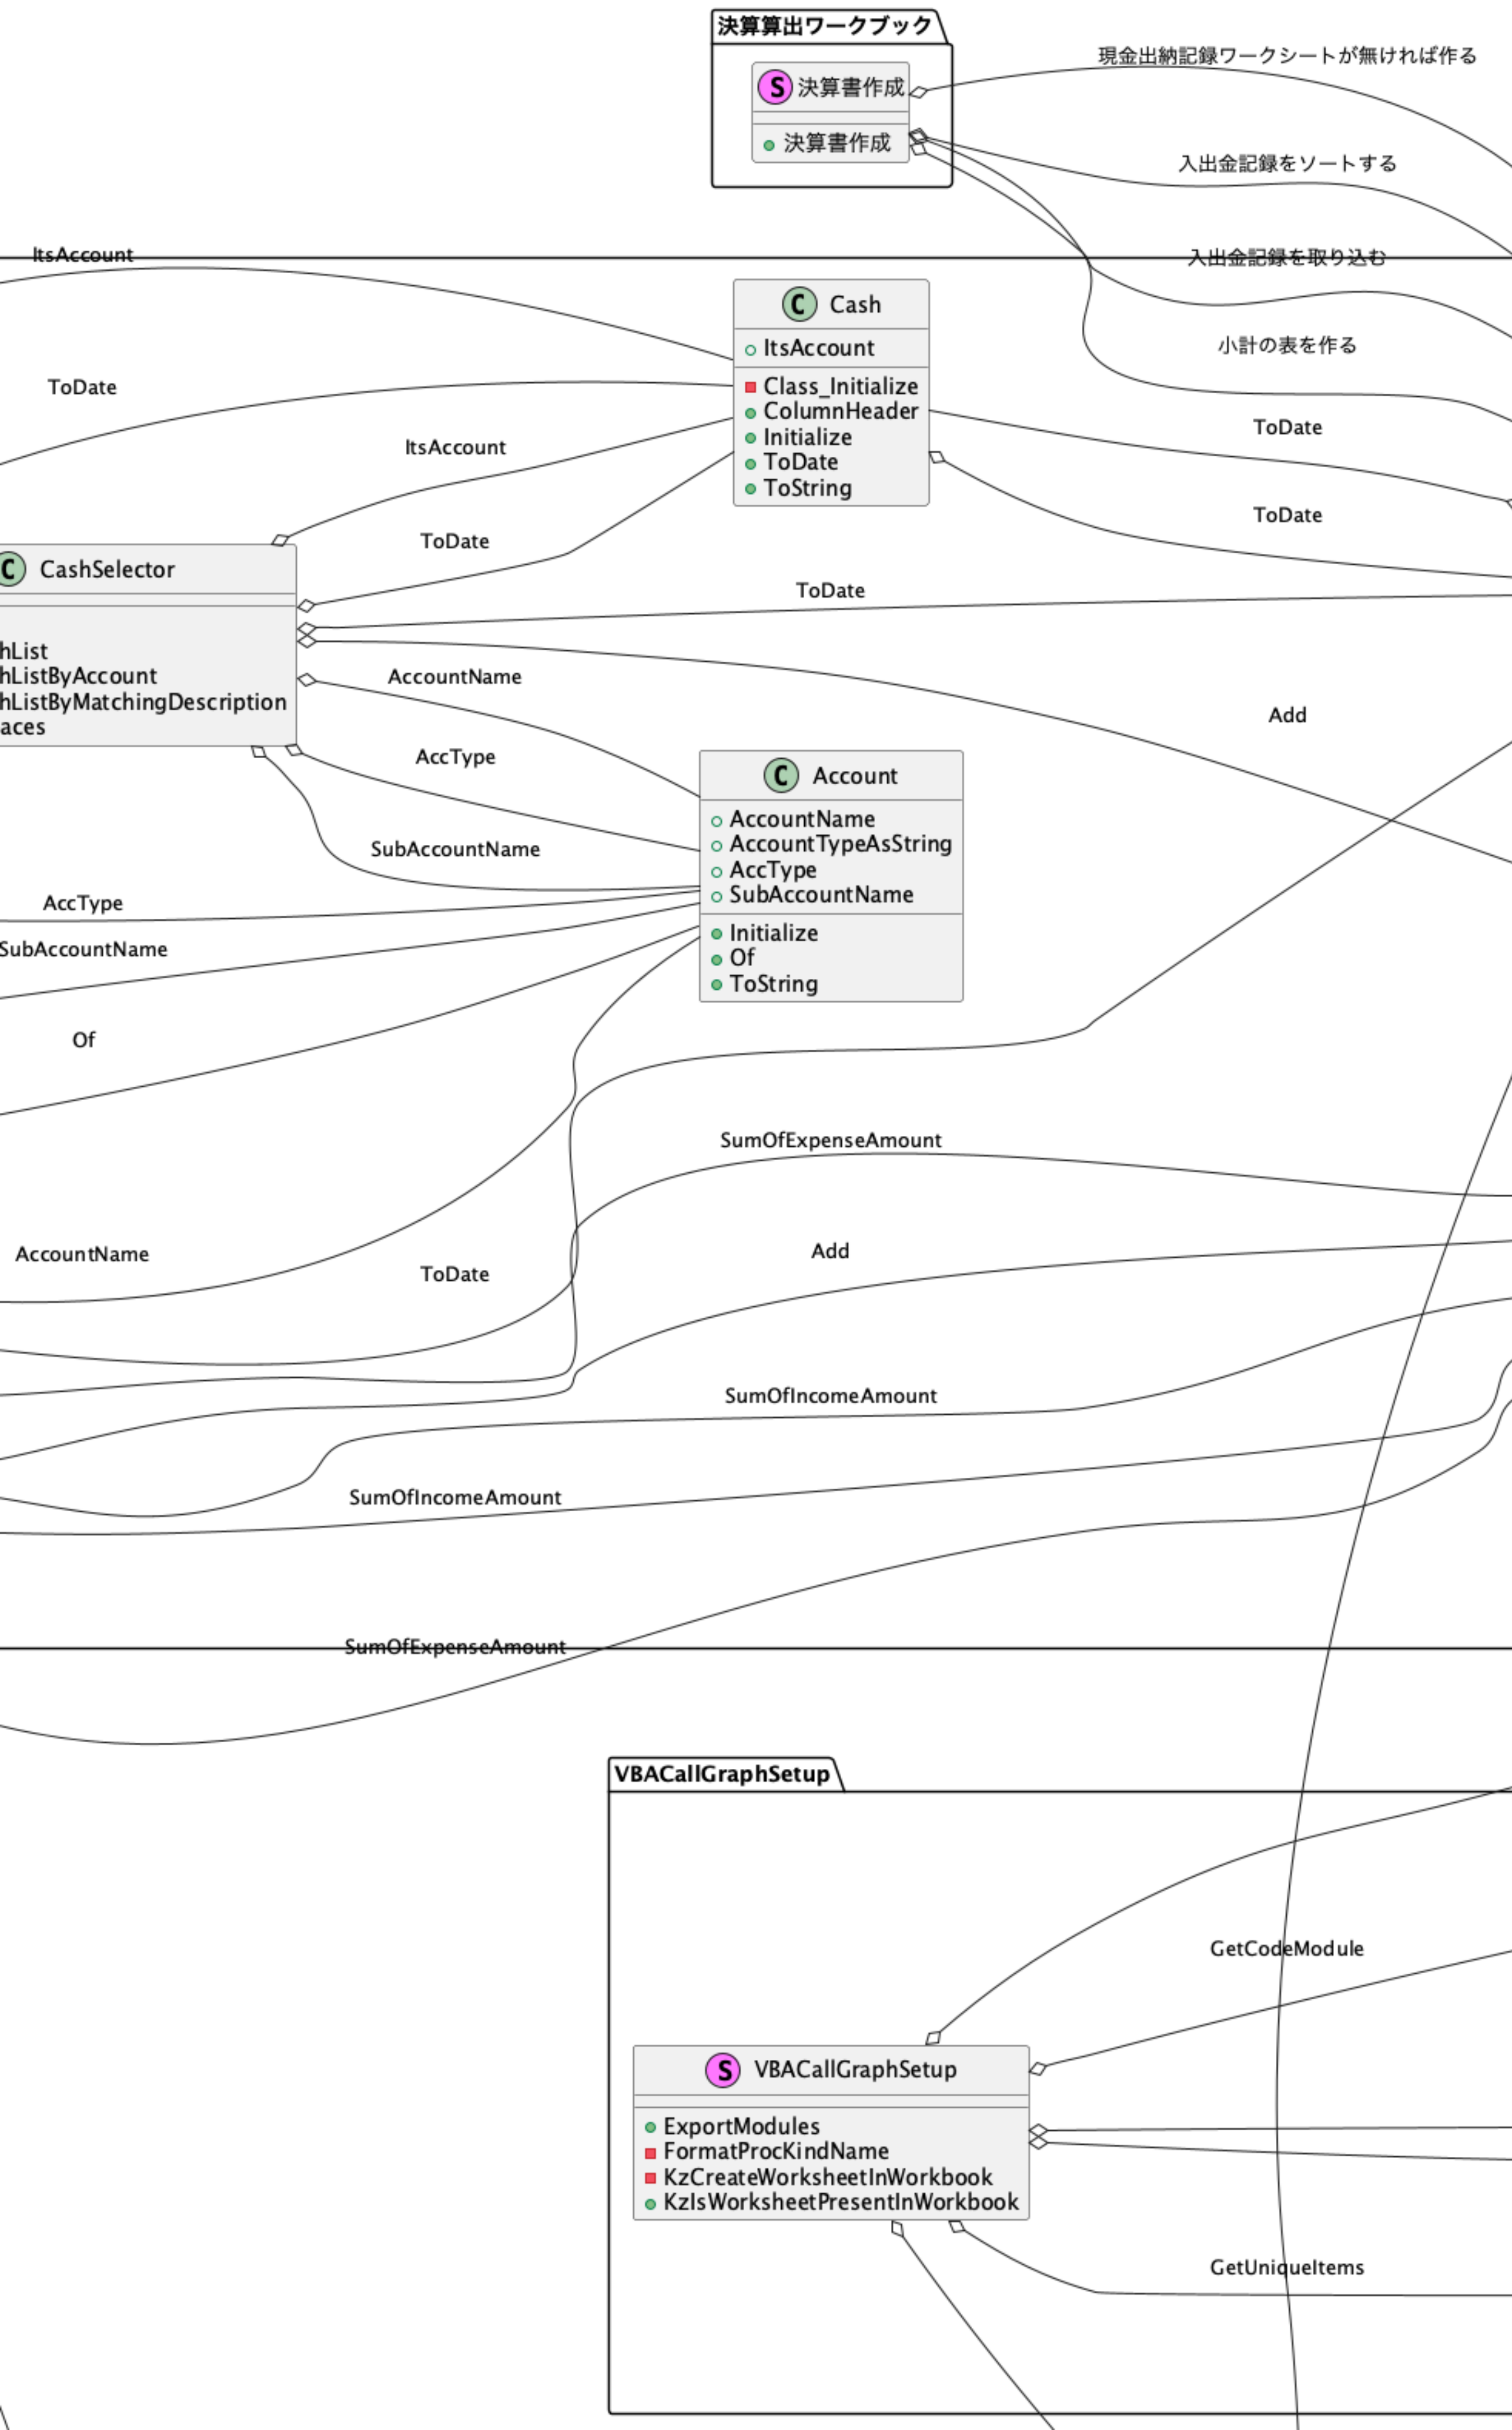 決算算出ワークブック
S 決算書作成
決算書作成
現金出納記録ワークシートが無ければ作る
入出金記録をソートする
入出金記録を取り込む
小計の表を作る
ItsAccount
ToDate
C Cash
ItsAccount
Class_Initialize
ColumnHeader
Initialize
ToDate
ToString
ItsAccount
ToDate
ToDate
ToDate
ToDate
C CashSelector
hList
hListByAccount
hListByMatchingDescription
aces
AccountName
AccType
SubAccountName
Add
C Account
AccountName
AccountTypeAsString
AccType
SubAccountName
Initialize
Of
ToString
AccType
SubAccountName
Of
AccountName
ToDate
SumOfExpenseAmount
Add
SumOfIncomeAmount
SumOfIncomeAmount
SumOfExpenseAmount
VBACallGraphSetup
GetCodeModule
S VBACallGraphSetup
ExportModules
FormatProcKindName
KzCreateWorksheetInWorkbook
KzIsWorksheetPresentInWorkbook
GetUniqueItems